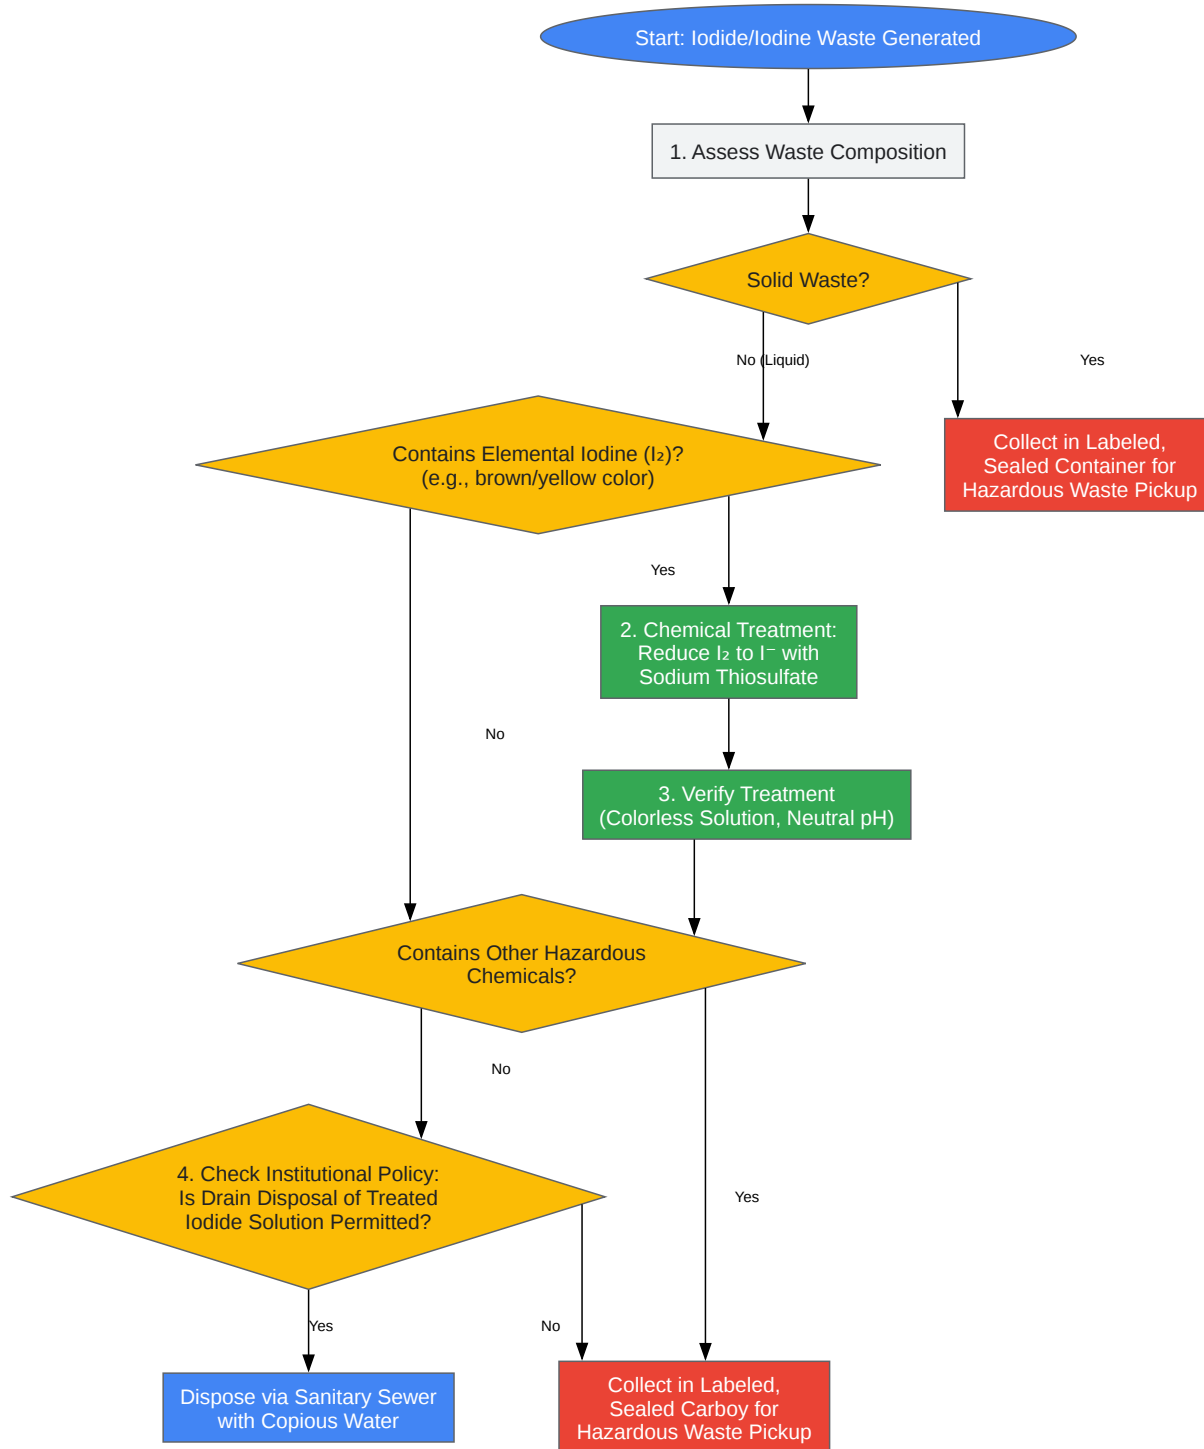 Start: Iodide/Iodine Waste Generated
1. Assess Waste Composition
Solid Waste?
No (Liquid)
Yes
Contains Elemental Iodine (I₂)?
(e.g., brown/yellow color)
Collect in Labeled,
Sealed Container for
Hazardous Waste Pickup
Yes
2. Chemical Treatment:
Reduce I₂ to I⁻ with
Sodium Thiosulfate
No
3. Verify Treatment
(Colorless Solution, Neutral pH)
Contains Other Hazardous
Chemicals?
No
4. Check Institutional Policy:
Is Drain Disposal of Treated
Iodide Solution Permitted?
Yes
Yes
No
Dispose via Sanitary Sewer
with Copious Water
Collect in Labeled,
Sealed Carboy for
Hazardous Waste Pickup